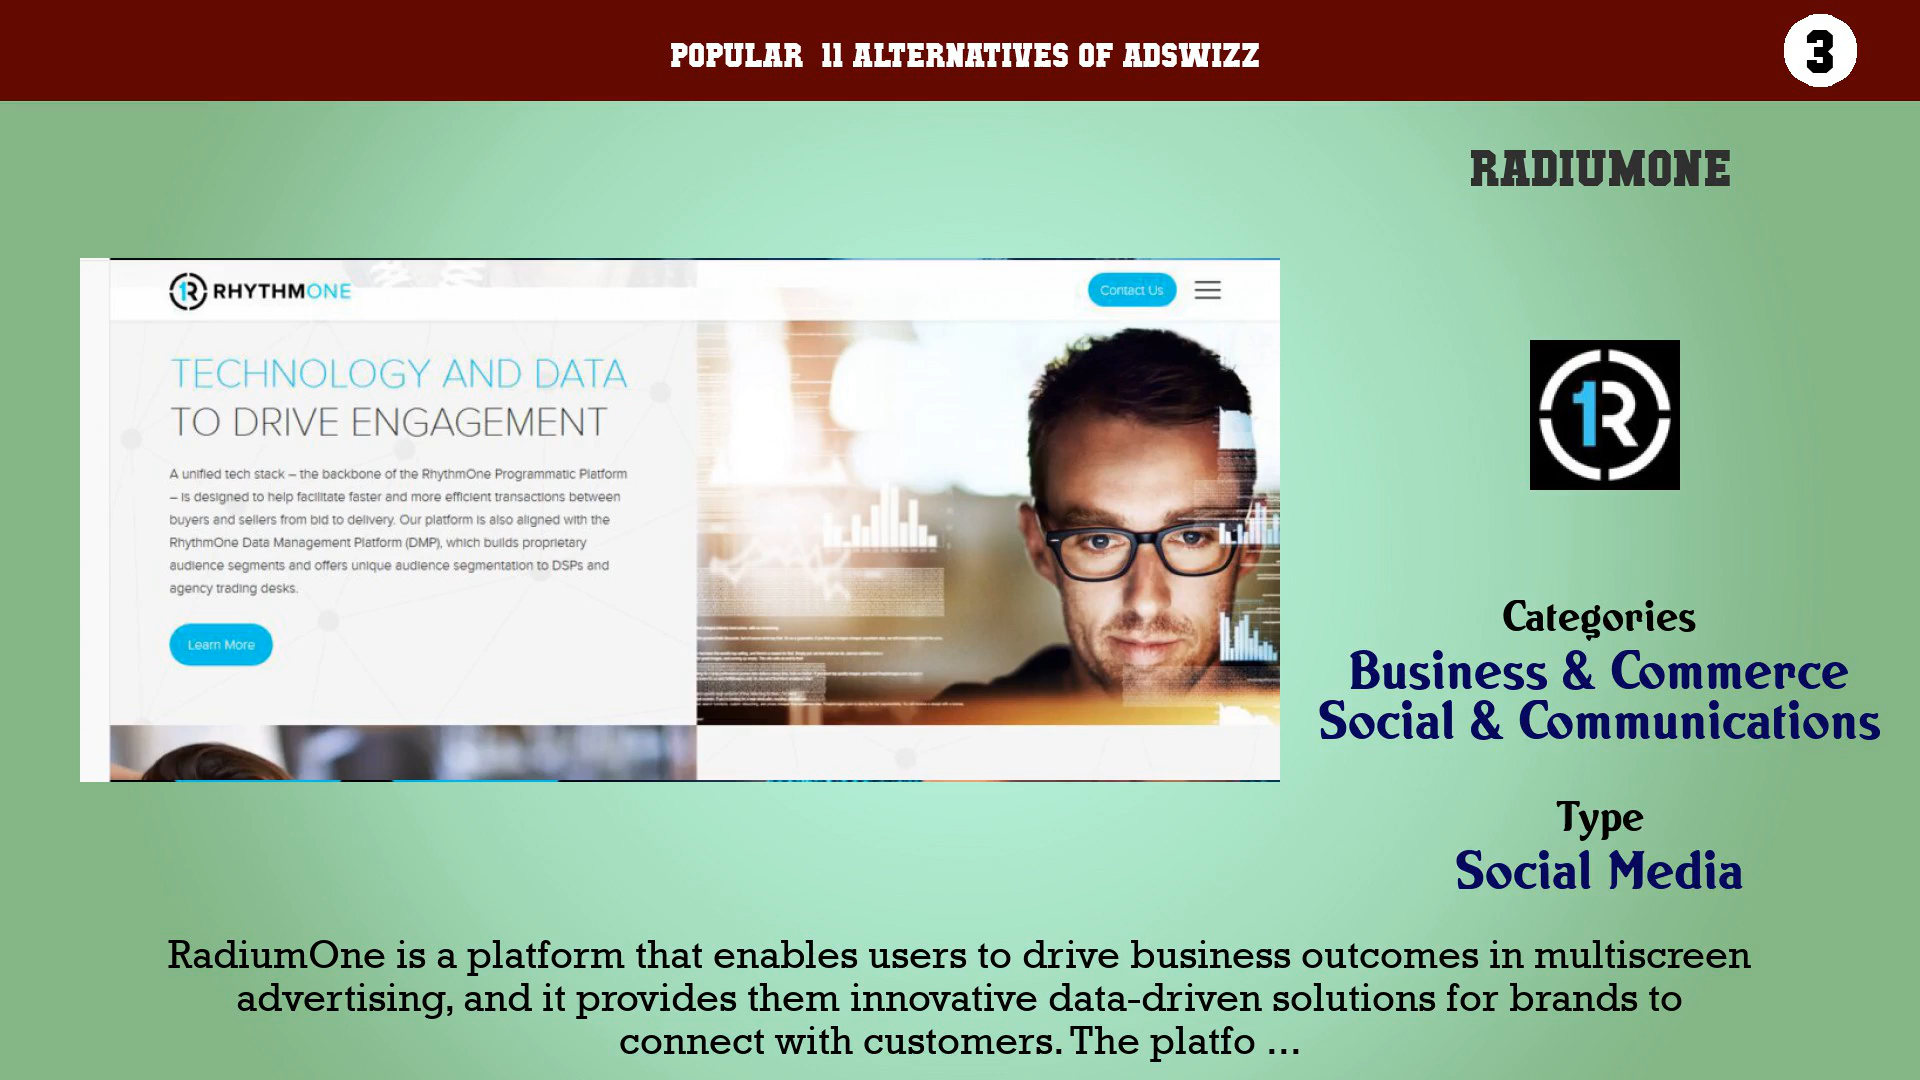 POPULAR 11 ALTERNATIVES OF ADSWIZZ
3
RADIUMONE
1R RHYTHMONE
Contact Us
TECHNOLOGY AND DATA
TO DRIVE ENGAGEMENT
A unified tech stack – the backbone of the RhythmOne Programmatic Platform
– is designed to help facilitate faster and more efficient transactions between
buyers and sellers from bid to delivery. Our platform is also aligned with the
RhythmOne Data Management Platform (DMP), which builds proprietary
audience segments and offers unique audience segmentation to DSPs and
agency trading desks.
Learn More
1R
Categories
Business & Commerce
Social & Communications
Type
Social Media
RadiumOne is a platform that enables users to drive business outcomes in multiscreen
advertising, and it provides them innovative data-driven solutions for brands to
connect with customers. The platfo ...